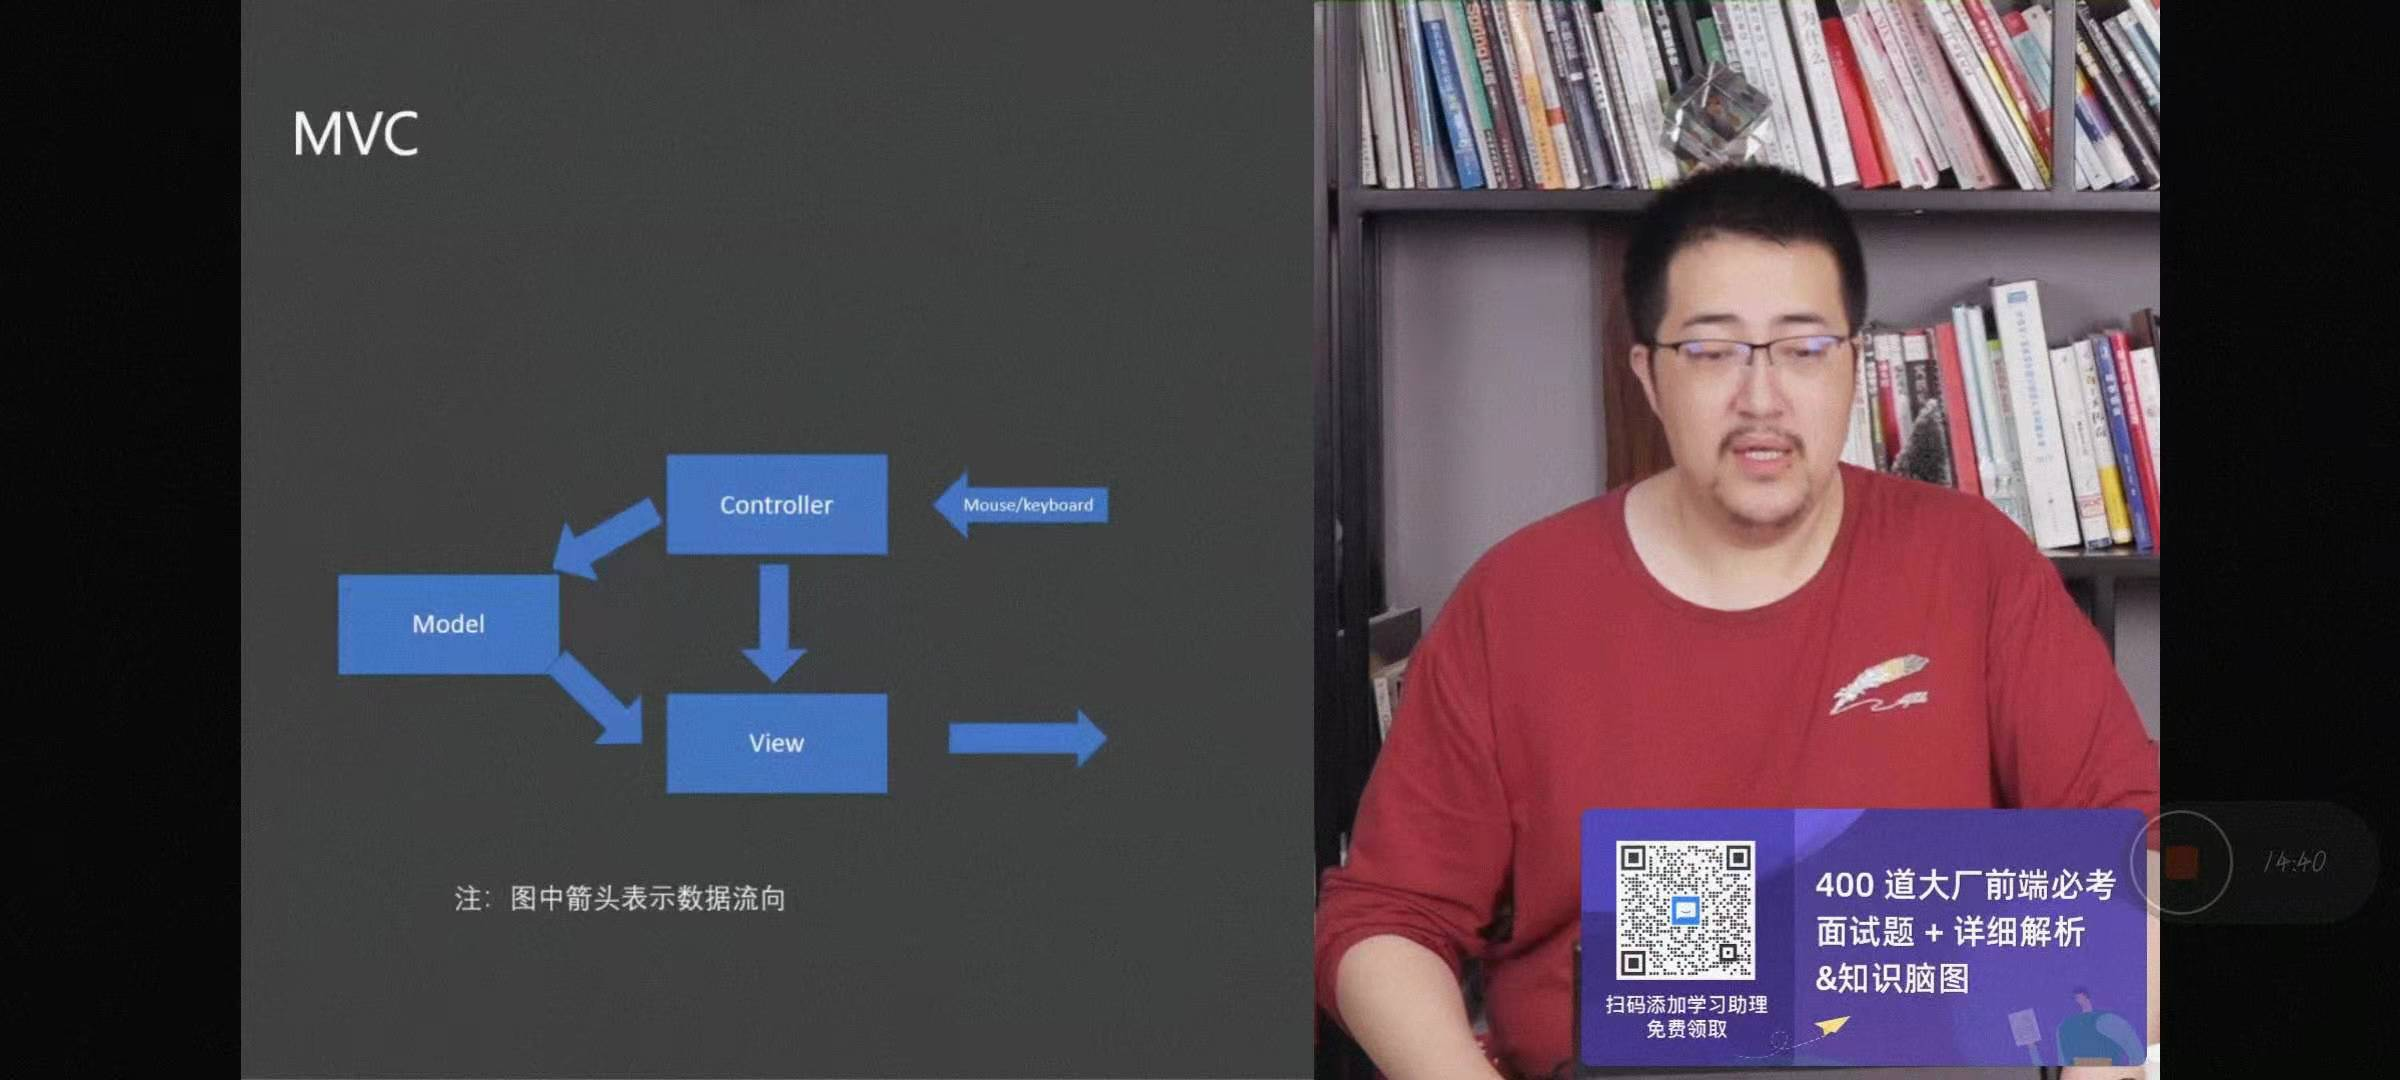 MVC
Controller
Mouse/keyboard
Model
View
注：图中箭头表示数据流向
Spring
400 道大厂前端必考
面试题 + 详细解析
&知识脑图
扫码添加学习助理
免费领取
14:40